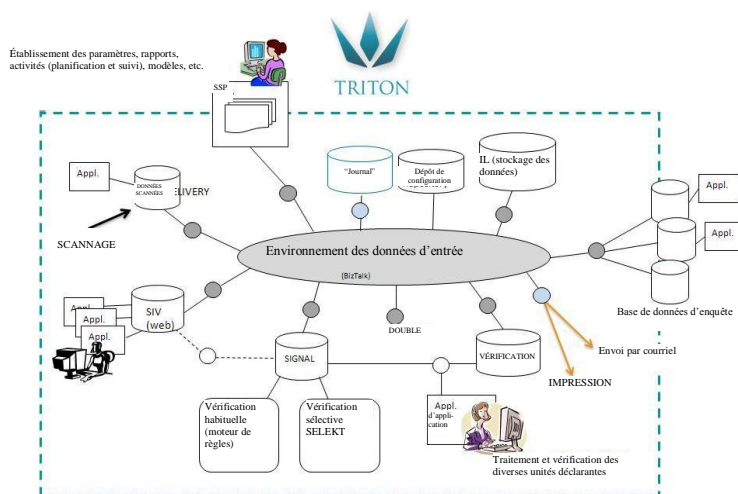 Établissement des paramètres, rapports,
activités (planification et suivi), modèles, etc.
TRITON
SSP
Appl.
DONNÉES
SCANNÉES
ELIVERY
SCANNAGE
"Journal"
Dépôt de
configuration
IL (stockage des
données)
Appl.
Appl.
Base de données d'enquête
Environnement des données d'entrée
(BizTalk)
Appl.
Appl.
Appl.
SIV
(web)
SIGNAL
DOUBLE
VÉRIFICATION
Envoi par courriel
IMPRESSION
Vérification
habituelle
(moteur de
règles)
Vérification
sélective
SELEKT
Appl.
d'appli-
cation
Traitement et vérification des
diverses unités déclarantes